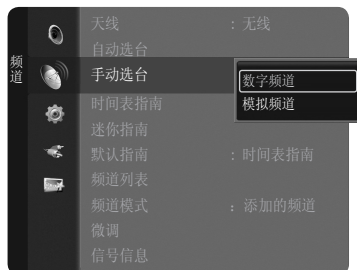 频道
天线 : 无线
自动选台
手动选台
数字频道
模拟频道
时间表指南
迷你指南
默认指南 : 时间表指南
频道列表
频道模式 : 添加的频道
微调
信号信息